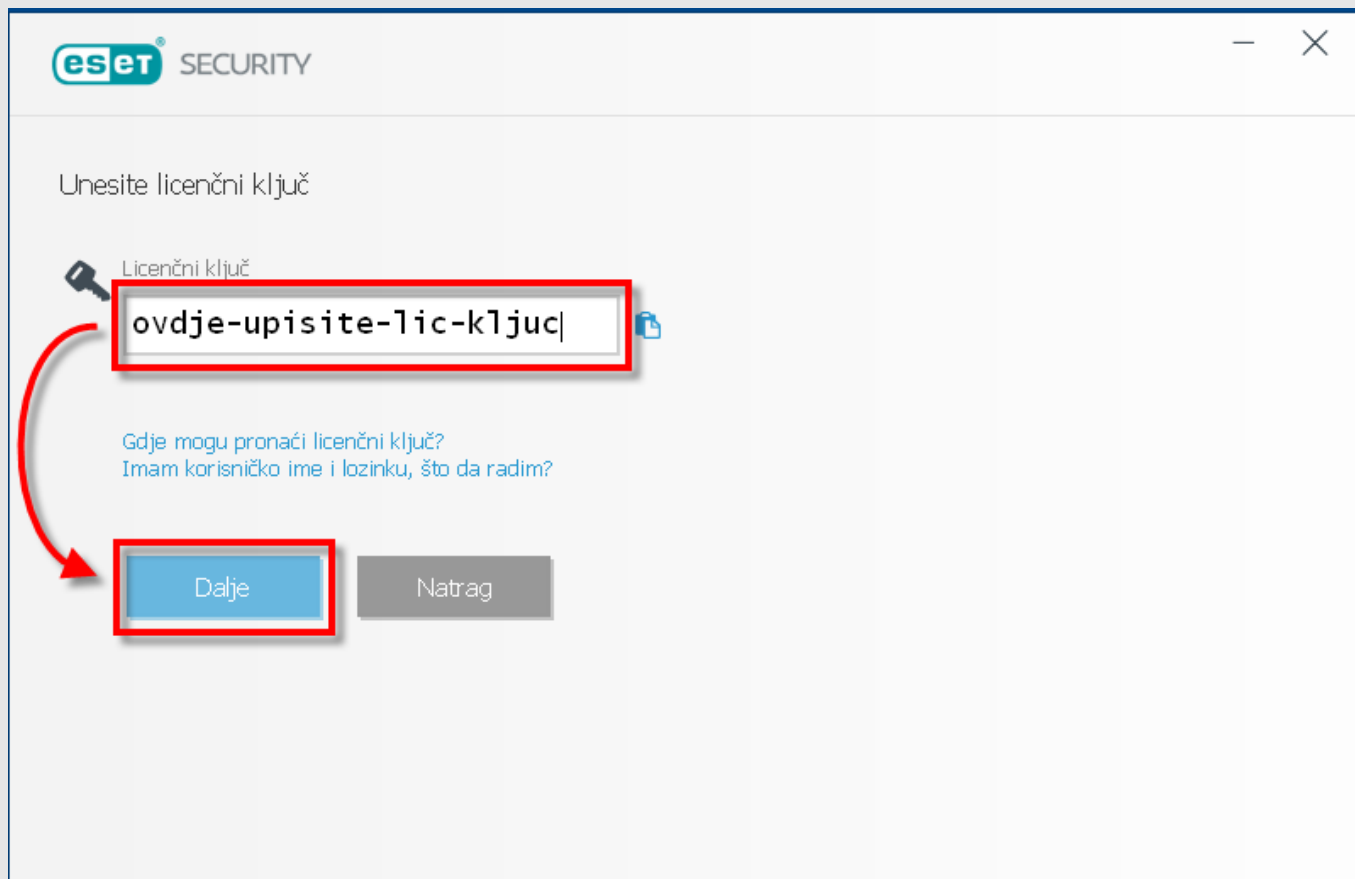 eset® SECURITY
Unesite licenčni ključ
Licenčni ključ
ovdje-upisite-lic-kljuc
Gdje mogu pronaći licenčni ključ?
Imam korisničko ime i lozinku, što da radim?
Dalje Natrag